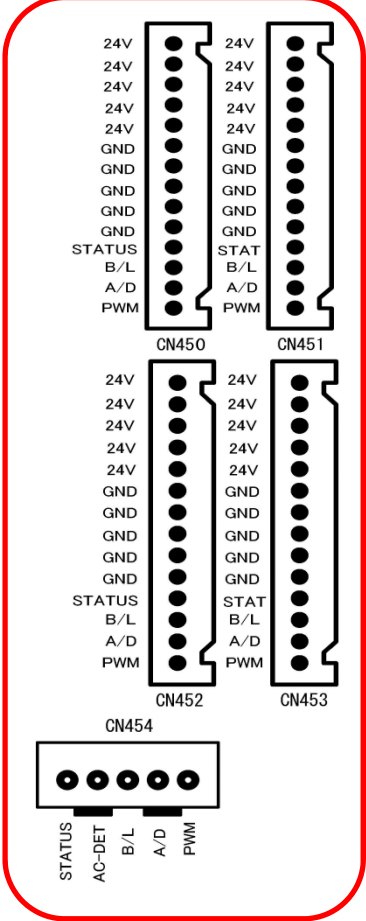 24V 24V
24V 24V
24V 24V
24V 24V
24V 24V
GND GND
GND GND
GND GND
GND GND
GND GND
STATUS STAT
B/L B/L
A/D A/D
PWM PWM
CN450 CN451
24V 24V
24V 24V
24V 24V
24V 24V
24V 24V
GND GND
GND GND
GND GND
GND GND
GND GND
STATUS STAT
B/L B/L
A/D A/D
PWM PWM
CN452 CN453
CN454
STATUS
AC-DET
B/L
A/D
PWM